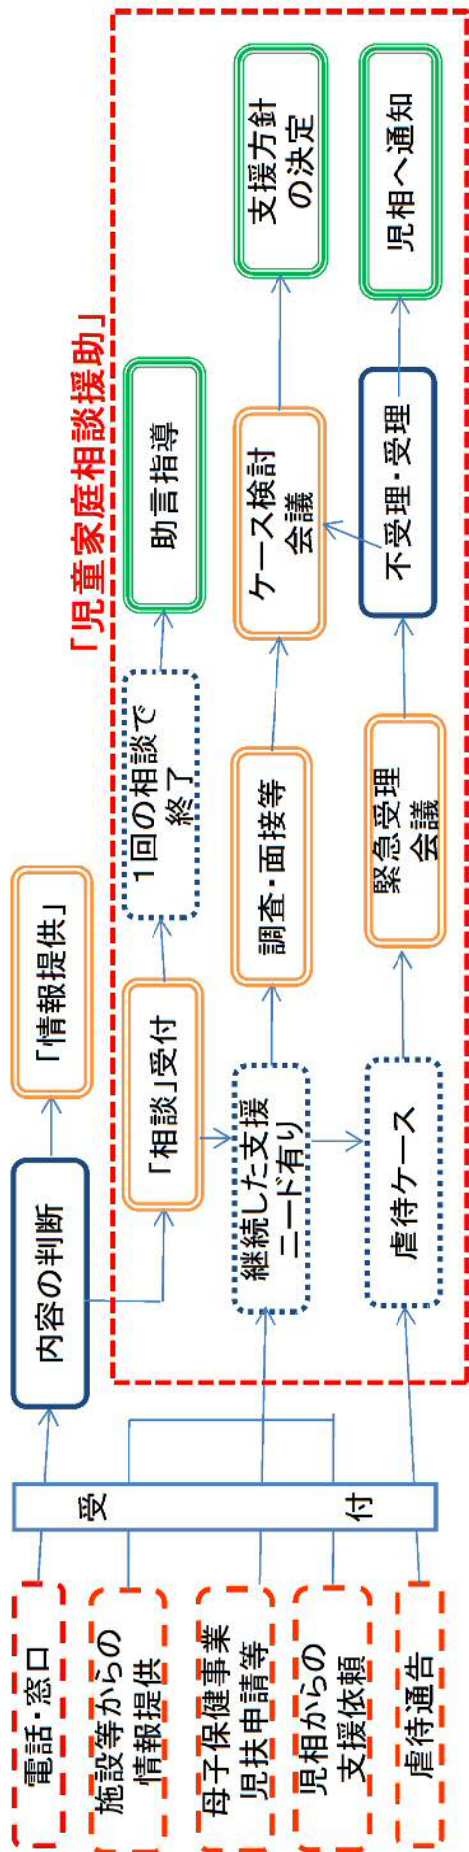 電話・窓口
施設等からの
情報提供
母子保健事業
児扶申請等
児相からの
支援依頼
虐待通告
受
付
内容の判断
「情報提供」
「児童家庭相談援助」
「相談」受付
1回の相談で
終了
助言指導
継続した支援
ニード有り
調査・面接等
ケース検討
会議
支援方針
の決定
虐待ケース
緊急受理
会議
不受理・受理
児相へ通知